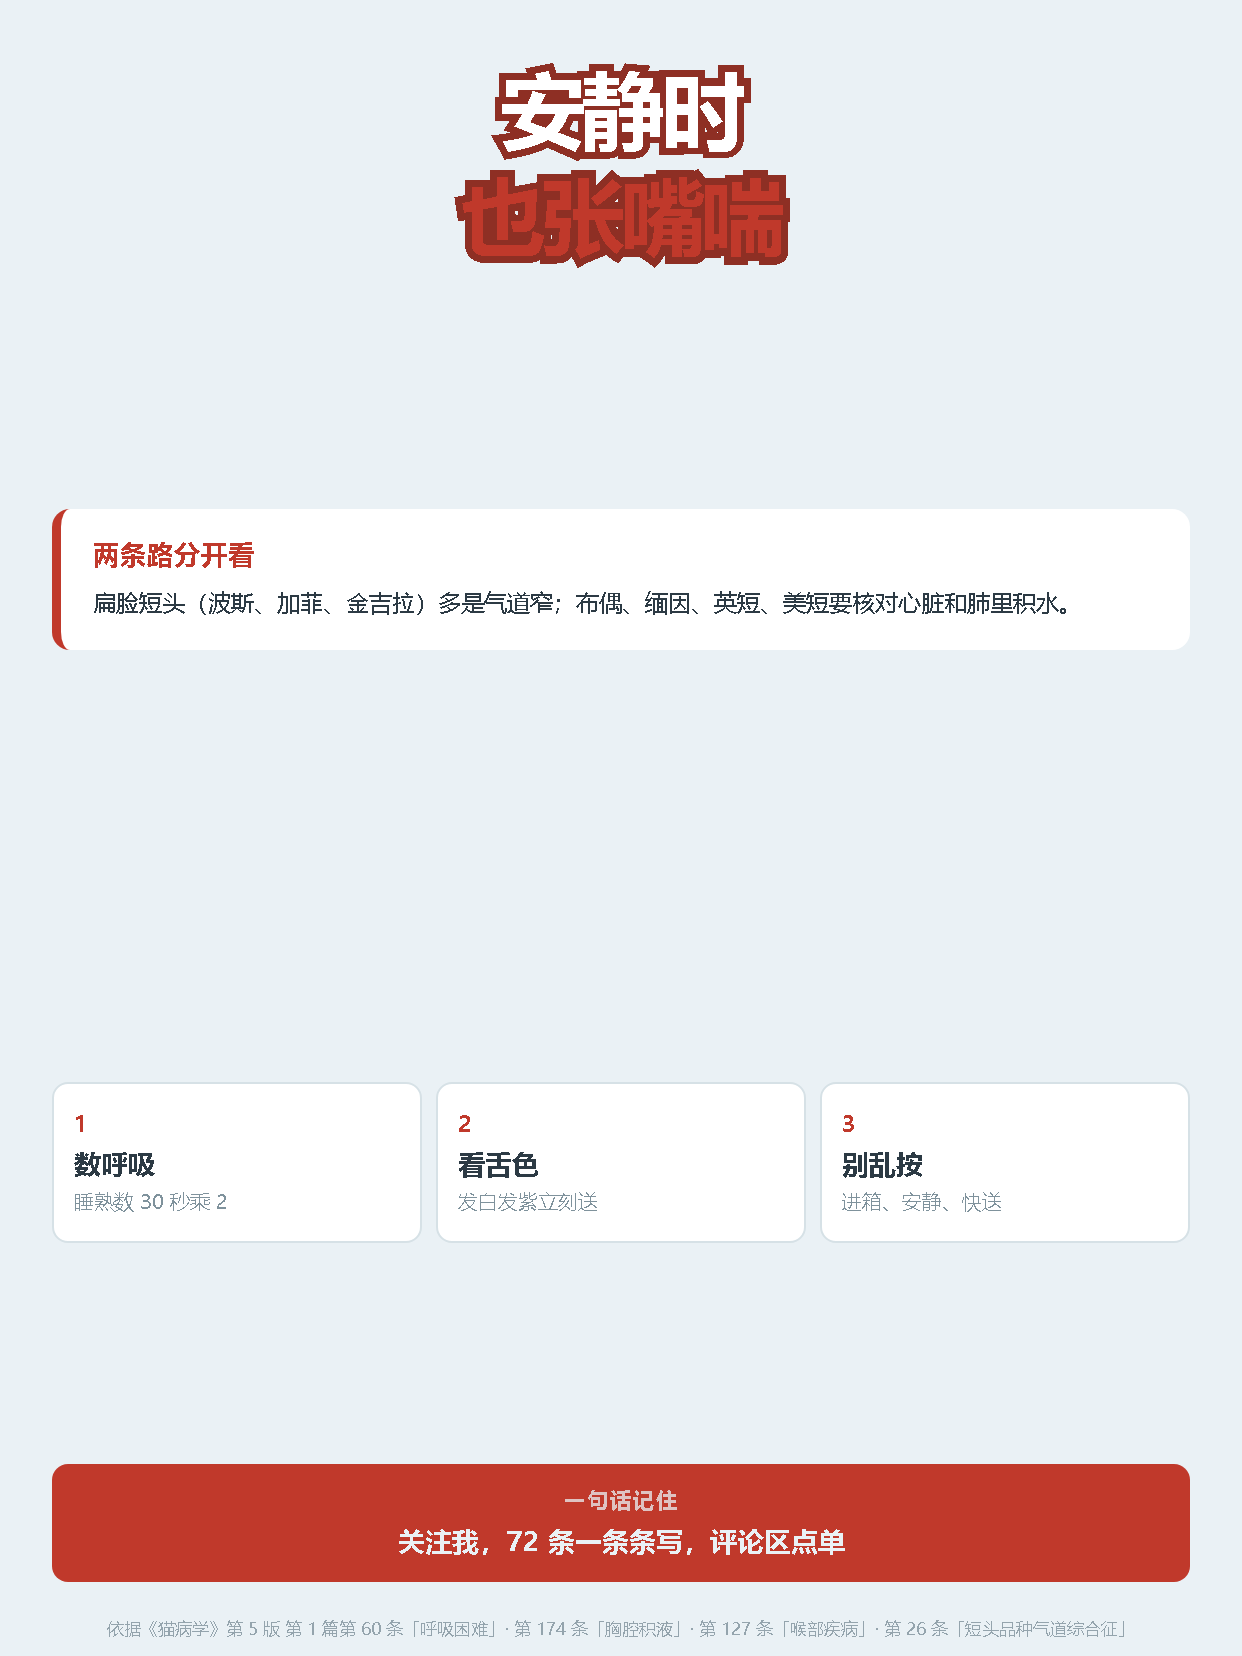 安静时
也张嘴喘
两条路分开看
扁脸短头（波斯、加菲、金吉拉）多是气道窄；布偶、缅因、英短、美短要核对心脏和肺里积水。
1
数呼吸
睡熟数 30 秒乘 2
2
看舌色
发白发紫立刻送
3
别乱按
进箱、安静、快送
一句话记住
关注我，72 条一条条写，评论区点单
依据《猫病学》第 5 版 第 1 篇第 60 条「呼吸困难」· 第 174 条「胸腔积液」· 第 127 条「喉部疾病」· 第 26 条「短头品种气道综合征」